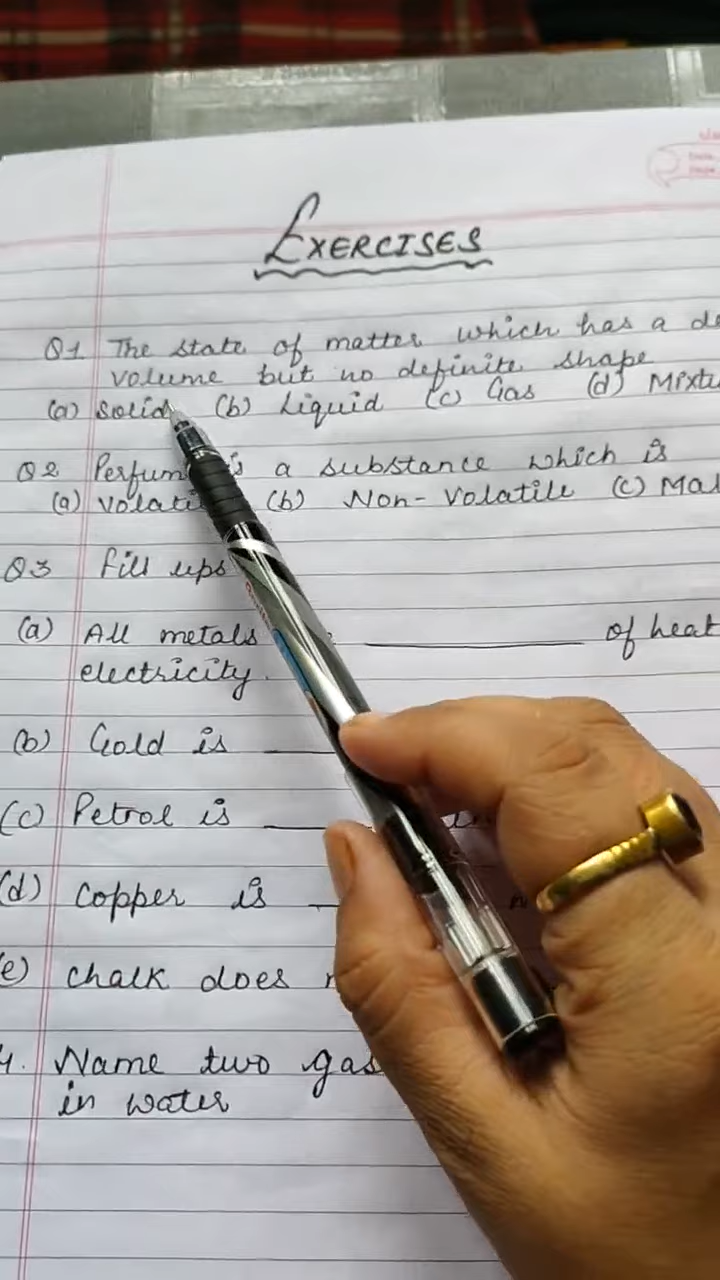 EXERCISES
Q1 The state of matter which has a
volume but no definite shape
(a) Solid (b) Liquid (c) Gas (d)
Q2 is a substance which is
(a) (b) Non-Volatile (c)
Q3 Fill ups
(a) All metals of heat
electricity.
(b) Gold is
(c) Petrol is
(d) Copper is
(e) Chalk does
Name two
in water